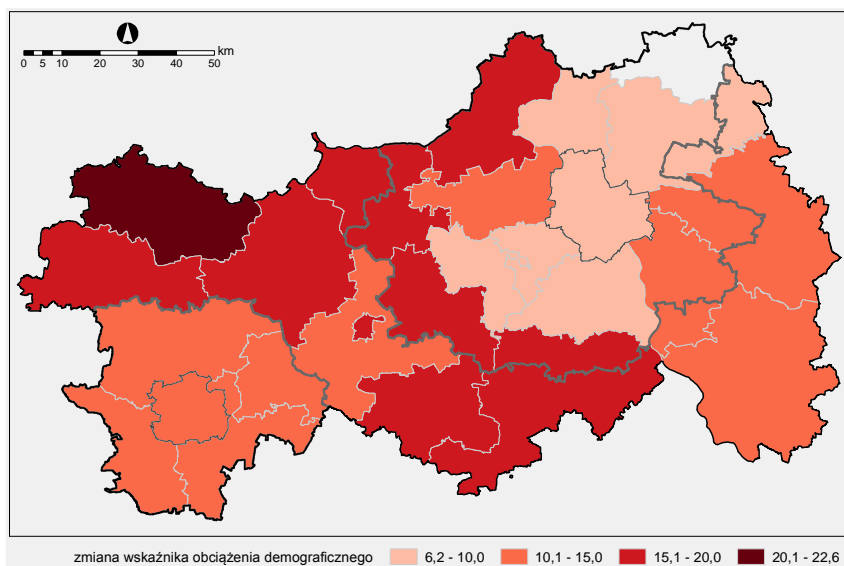 km
0 5 10 20 30 40 50
zmiana wskaźnika obciążenia demograficznego 6,2 - 10,0 10,1 - 15,0 15,1 - 20,0 20,1 - 22,6